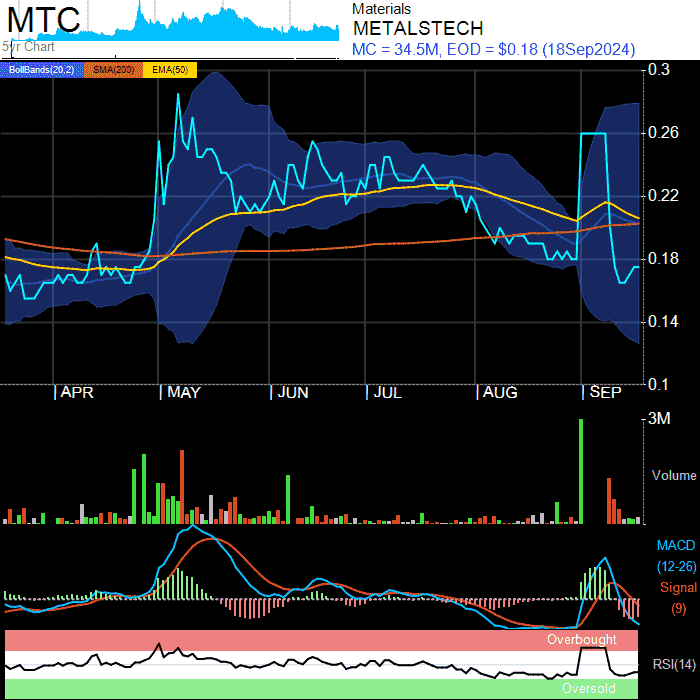 MTC
5yr Chart
Materials
METALSTECH
MC = 34.5M, EOD = $0.18 (18Sep2024)
BollBands(20,2) SMA(200) EMA(50)
0.3
0.26
0.22
0.18
0.14
0.1
APR MAY JUN JUL AUG SEP
3M
Volume
MACD
(12-26)
Signal
(9)
Overbought
RSI(14)
Oversold